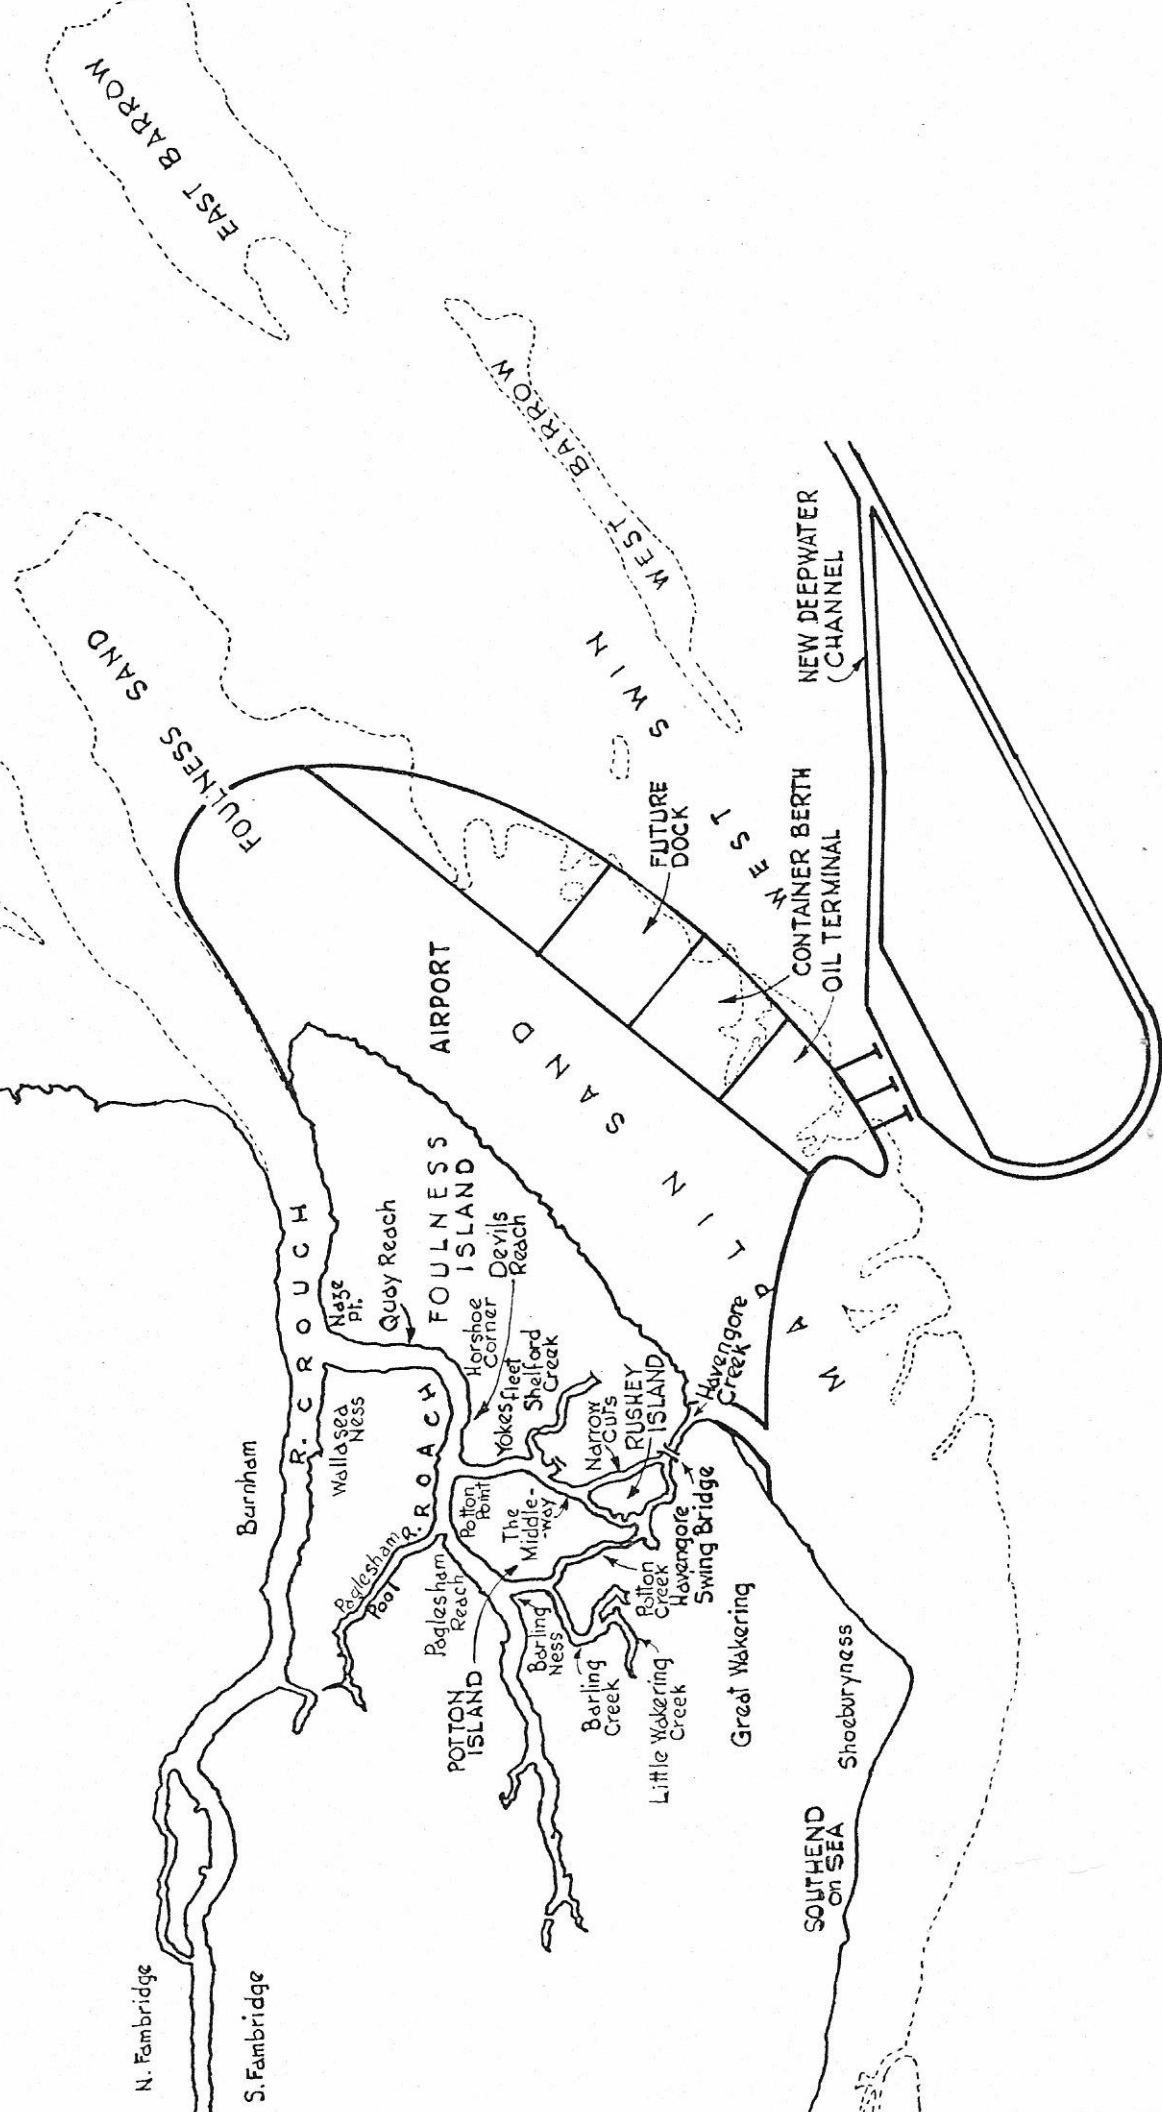 EAST BARROW
WEST BARROW
FOULNESS SAND
WEST SWIN
NEW DEEPWATER
CHANNEL
FUTURE
DOCK
CONTAINER BERTH
OIL TERMINAL
AIRPORT
MAPLIN SAND
FOULNESS
ISLAND
R. CROUCH
Naze
Pt.
Quay Reach
Devils
Reach
Horshoe
Corner
Yokesfleet
Shelford
Creek
Narrow
Cuts
RUSHEY
ISLAND
Havengore
Creek
Burnham
Wallasea
Ness
R. ROACH
Potton
Point
The
Middle-
-way
Paglesham
Pool
Paglesham
Reach
POTTON
ISLAND
Barling
Ness
Barling
Creek
Potton
Creek
Havengore
Swing Bridge
Little Wakering
Creek
Great Wakering
Shoeburyness
SOUTHEND
on SEA
N. Fambridge
S. Fambridge